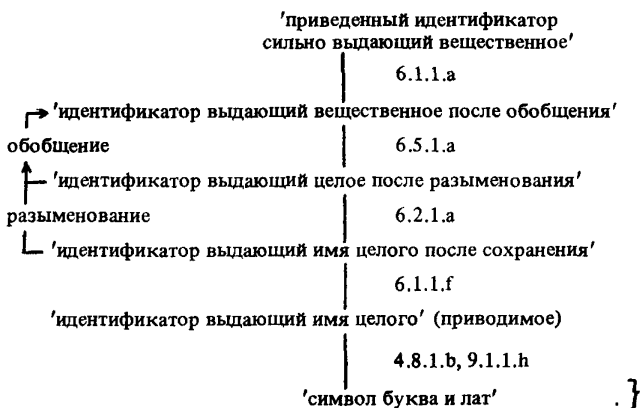 'приведенный идентификатор
сильно выдающий вещественное'
6.1.1.a
'идентификатор выдающий вещественное после обобщения'
обобщение
6.5.1.a
'идентификатор выдающий целое после разыменования'
разыменование
6.2.1.a
'идентификатор выдающий имя целого после сохранения'
6.1.1.f
'идентификатор выдающий имя целого' (приводимое)
4.8.1.b, 9.1.1.h
'символ буква и лат' . }